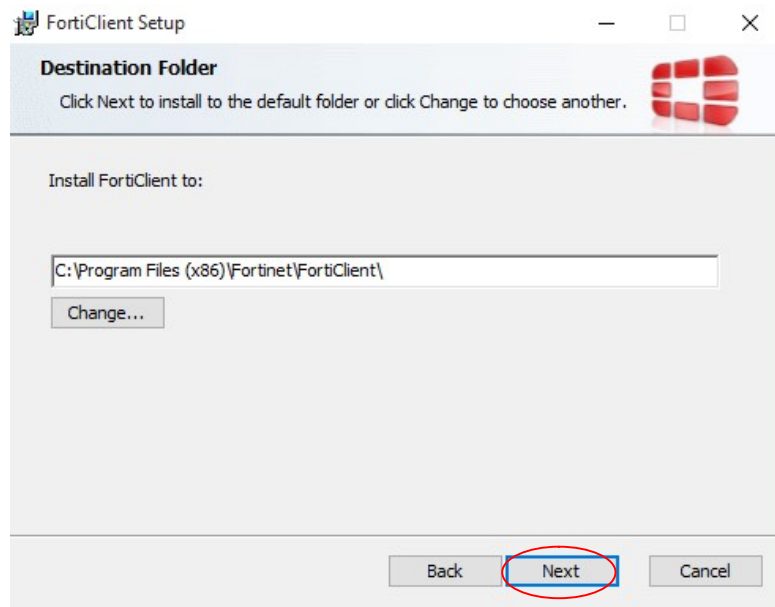 FortiClient Setup
Destination Folder
Click Next to install to the default folder or click Change to choose another.
Install FortiClient to:
C:\Program Files (x86)\Fortinet\FortiClient\
Change...
Back Next Cancel